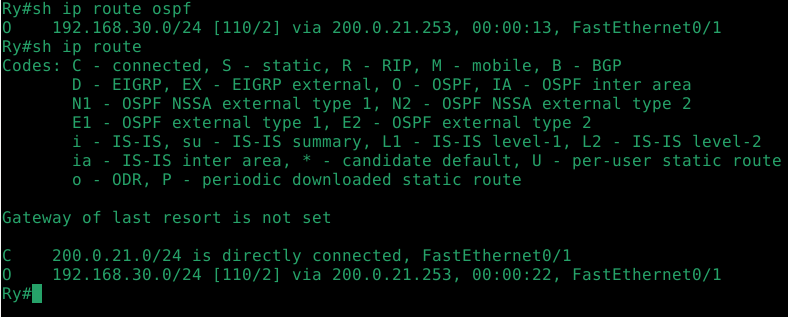 Ry#sh ip route ospf
O    192.168.30.0/24 [110/2] via 200.0.21.253, 00:00:13, FastEthernet0/1
Ry#sh ip route
Codes: C - connected, S - static, R - RIP, M - mobile, B - BGP
       D - EIGRP, EX - EIGRP external, O - OSPF, IA - OSPF inter area
       N1 - OSPF NSSA external type 1, N2 - OSPF NSSA external type 2
       E1 - OSPF external type 1, E2 - OSPF external type 2
       i - IS-IS, su - IS-IS summary, L1 - IS-IS level-1, L2 - IS-IS level-2
       ia - IS-IS inter area, * - candidate default, U - per-user static route
       o - ODR, P - periodic downloaded static route
Gateway of last resort is not set
C    200.0.21.0/24 is directly connected, FastEthernet0/1
O    192.168.30.0/24 [110/2] via 200.0.21.253, 00:00:22, FastEthernet0/1
Ry#